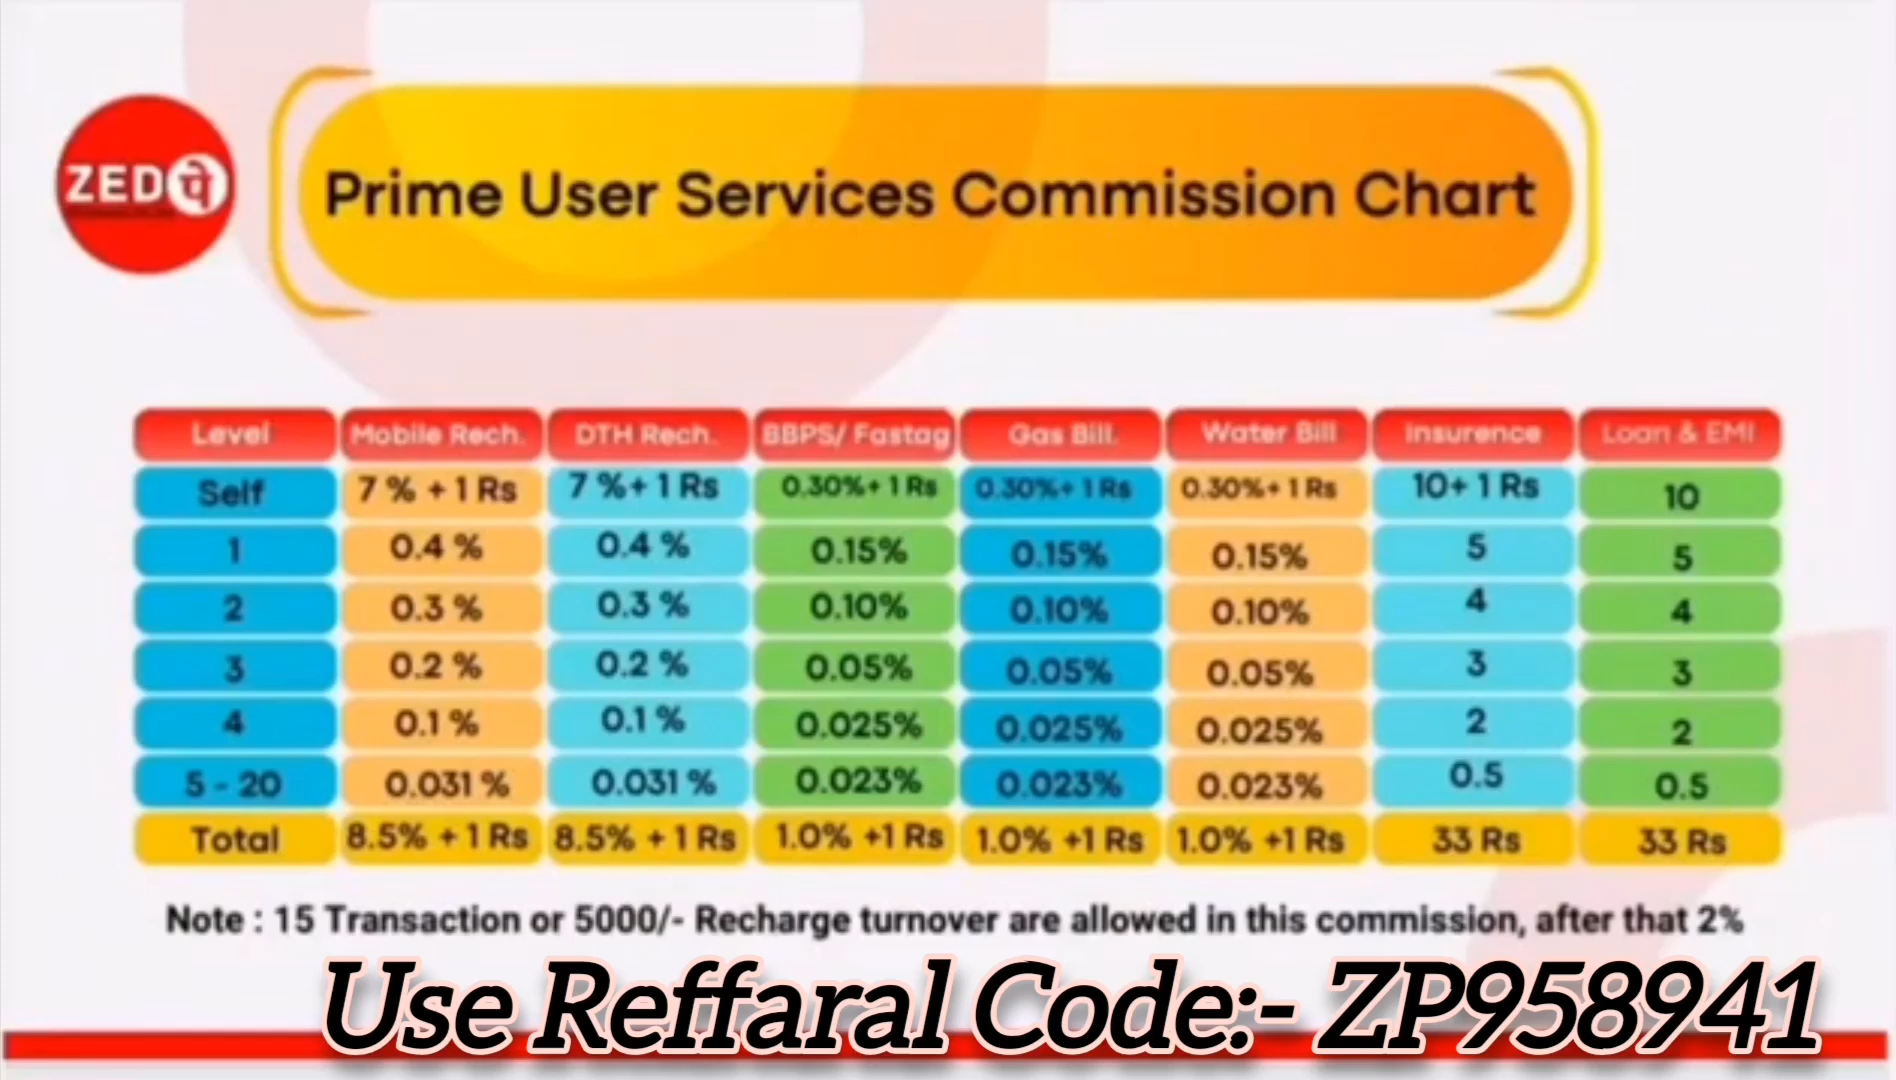 ZED पे
Prime User Services Commission Chart
Level Mobile Rech. DTH Rech. BBPS/ Fastag Gas Bill. Water Bill Insurence Loan & EMI
Self 7 % + 1 Rs 7 %+ 1 Rs 0.30%+ 1 Rs 0.30%+ 1 Rs 0.30%+ 1 Rs 10+ 1 Rs 10
1 0.4 % 0.4 % 0.15% 0.15% 0.15% 5 5
2 0.3 % 0.3 % 0.10% 0.10% 0.10% 4 4
3 0.2 % 0.2 % 0.05% 0.05% 0.05% 3 3
4 0.1 % 0.1 % 0.025% 0.025% 0.025% 2 2
5 - 20 0.031 % 0.031 % 0.023% 0.023% 0.023% 0.5 0.5
Total 8.5% + 1 Rs 8.5% + 1 Rs 1.0% +1 Rs 1.0% +1 Rs 1.0% +1 Rs 33 Rs 33 Rs
Note : 15 Transaction or 5000/- Recharge turnover are allowed in this commission, after that 2%
Use Reffaral Code:- ZP958941